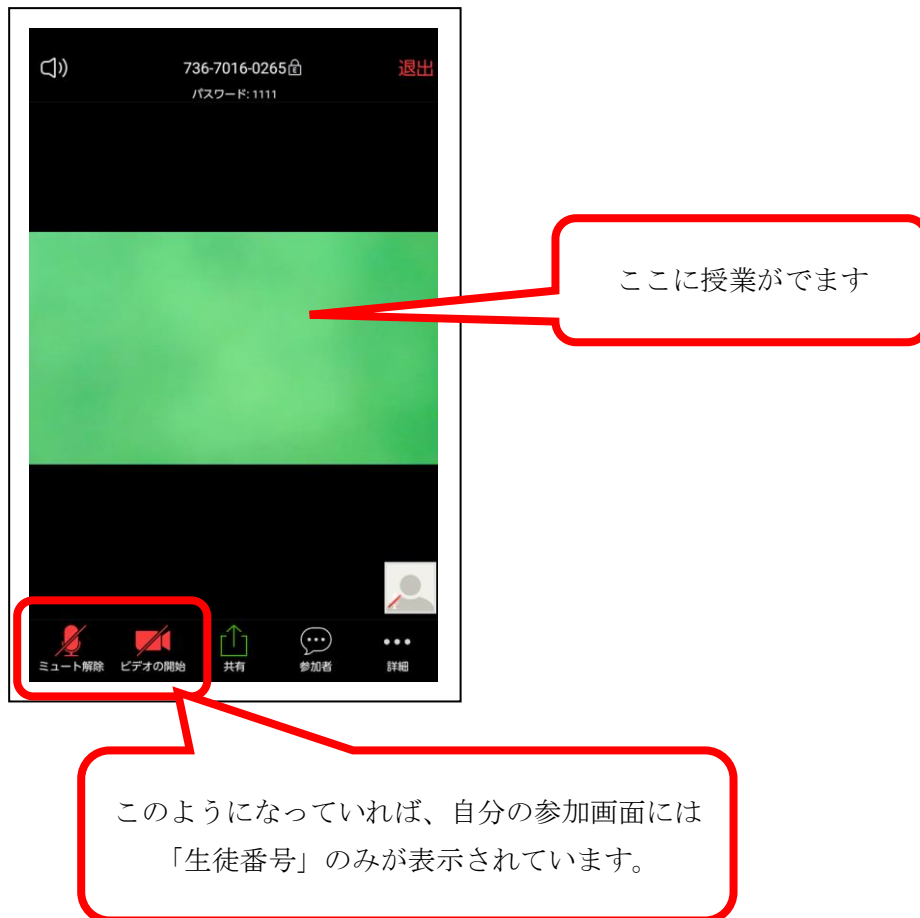 736-7016-0265
退出
パスワード: 1111
ここに授業がでます
ミュート解除 ビデオの開始 共有 参加者 詳細
このようになっていれば、自分の参加画面には
「生徒番号」のみが表示されています。